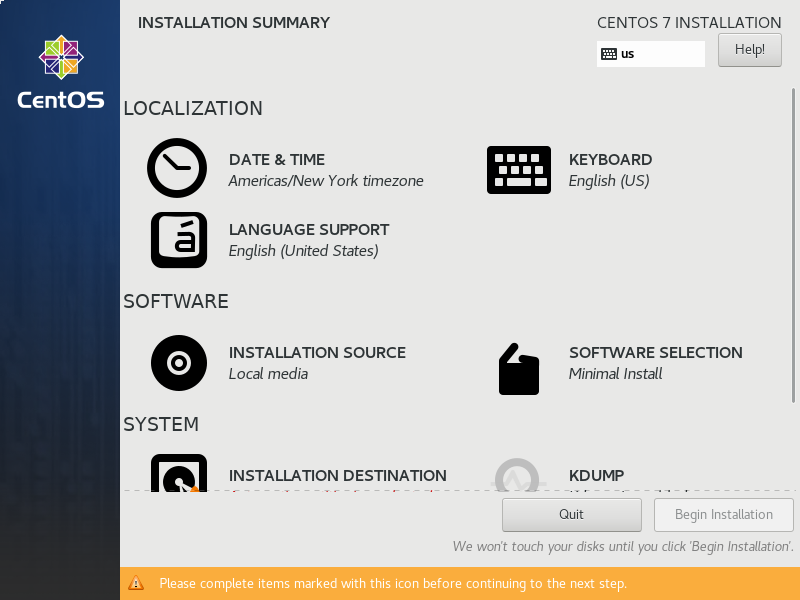 INSTALLATION SUMMARY
CENTOS 7 INSTALLATION
us
Help!
CentOS
LOCALIZATION
DATE & TIME
Americas/New York timezone
KEYBOARD
English (US)
á
LANGUAGE SUPPORT
English (United States)
SOFTWARE
INSTALLATION SOURCE
Local media
SOFTWARE SELECTION
Minimal Install
SYSTEM
INSTALLATION DESTINATION
KDUMP
Quit
Begin Installation
We won't touch your disks until you click 'Begin Installation'.
Please complete items marked with this icon before continuing to the next step.